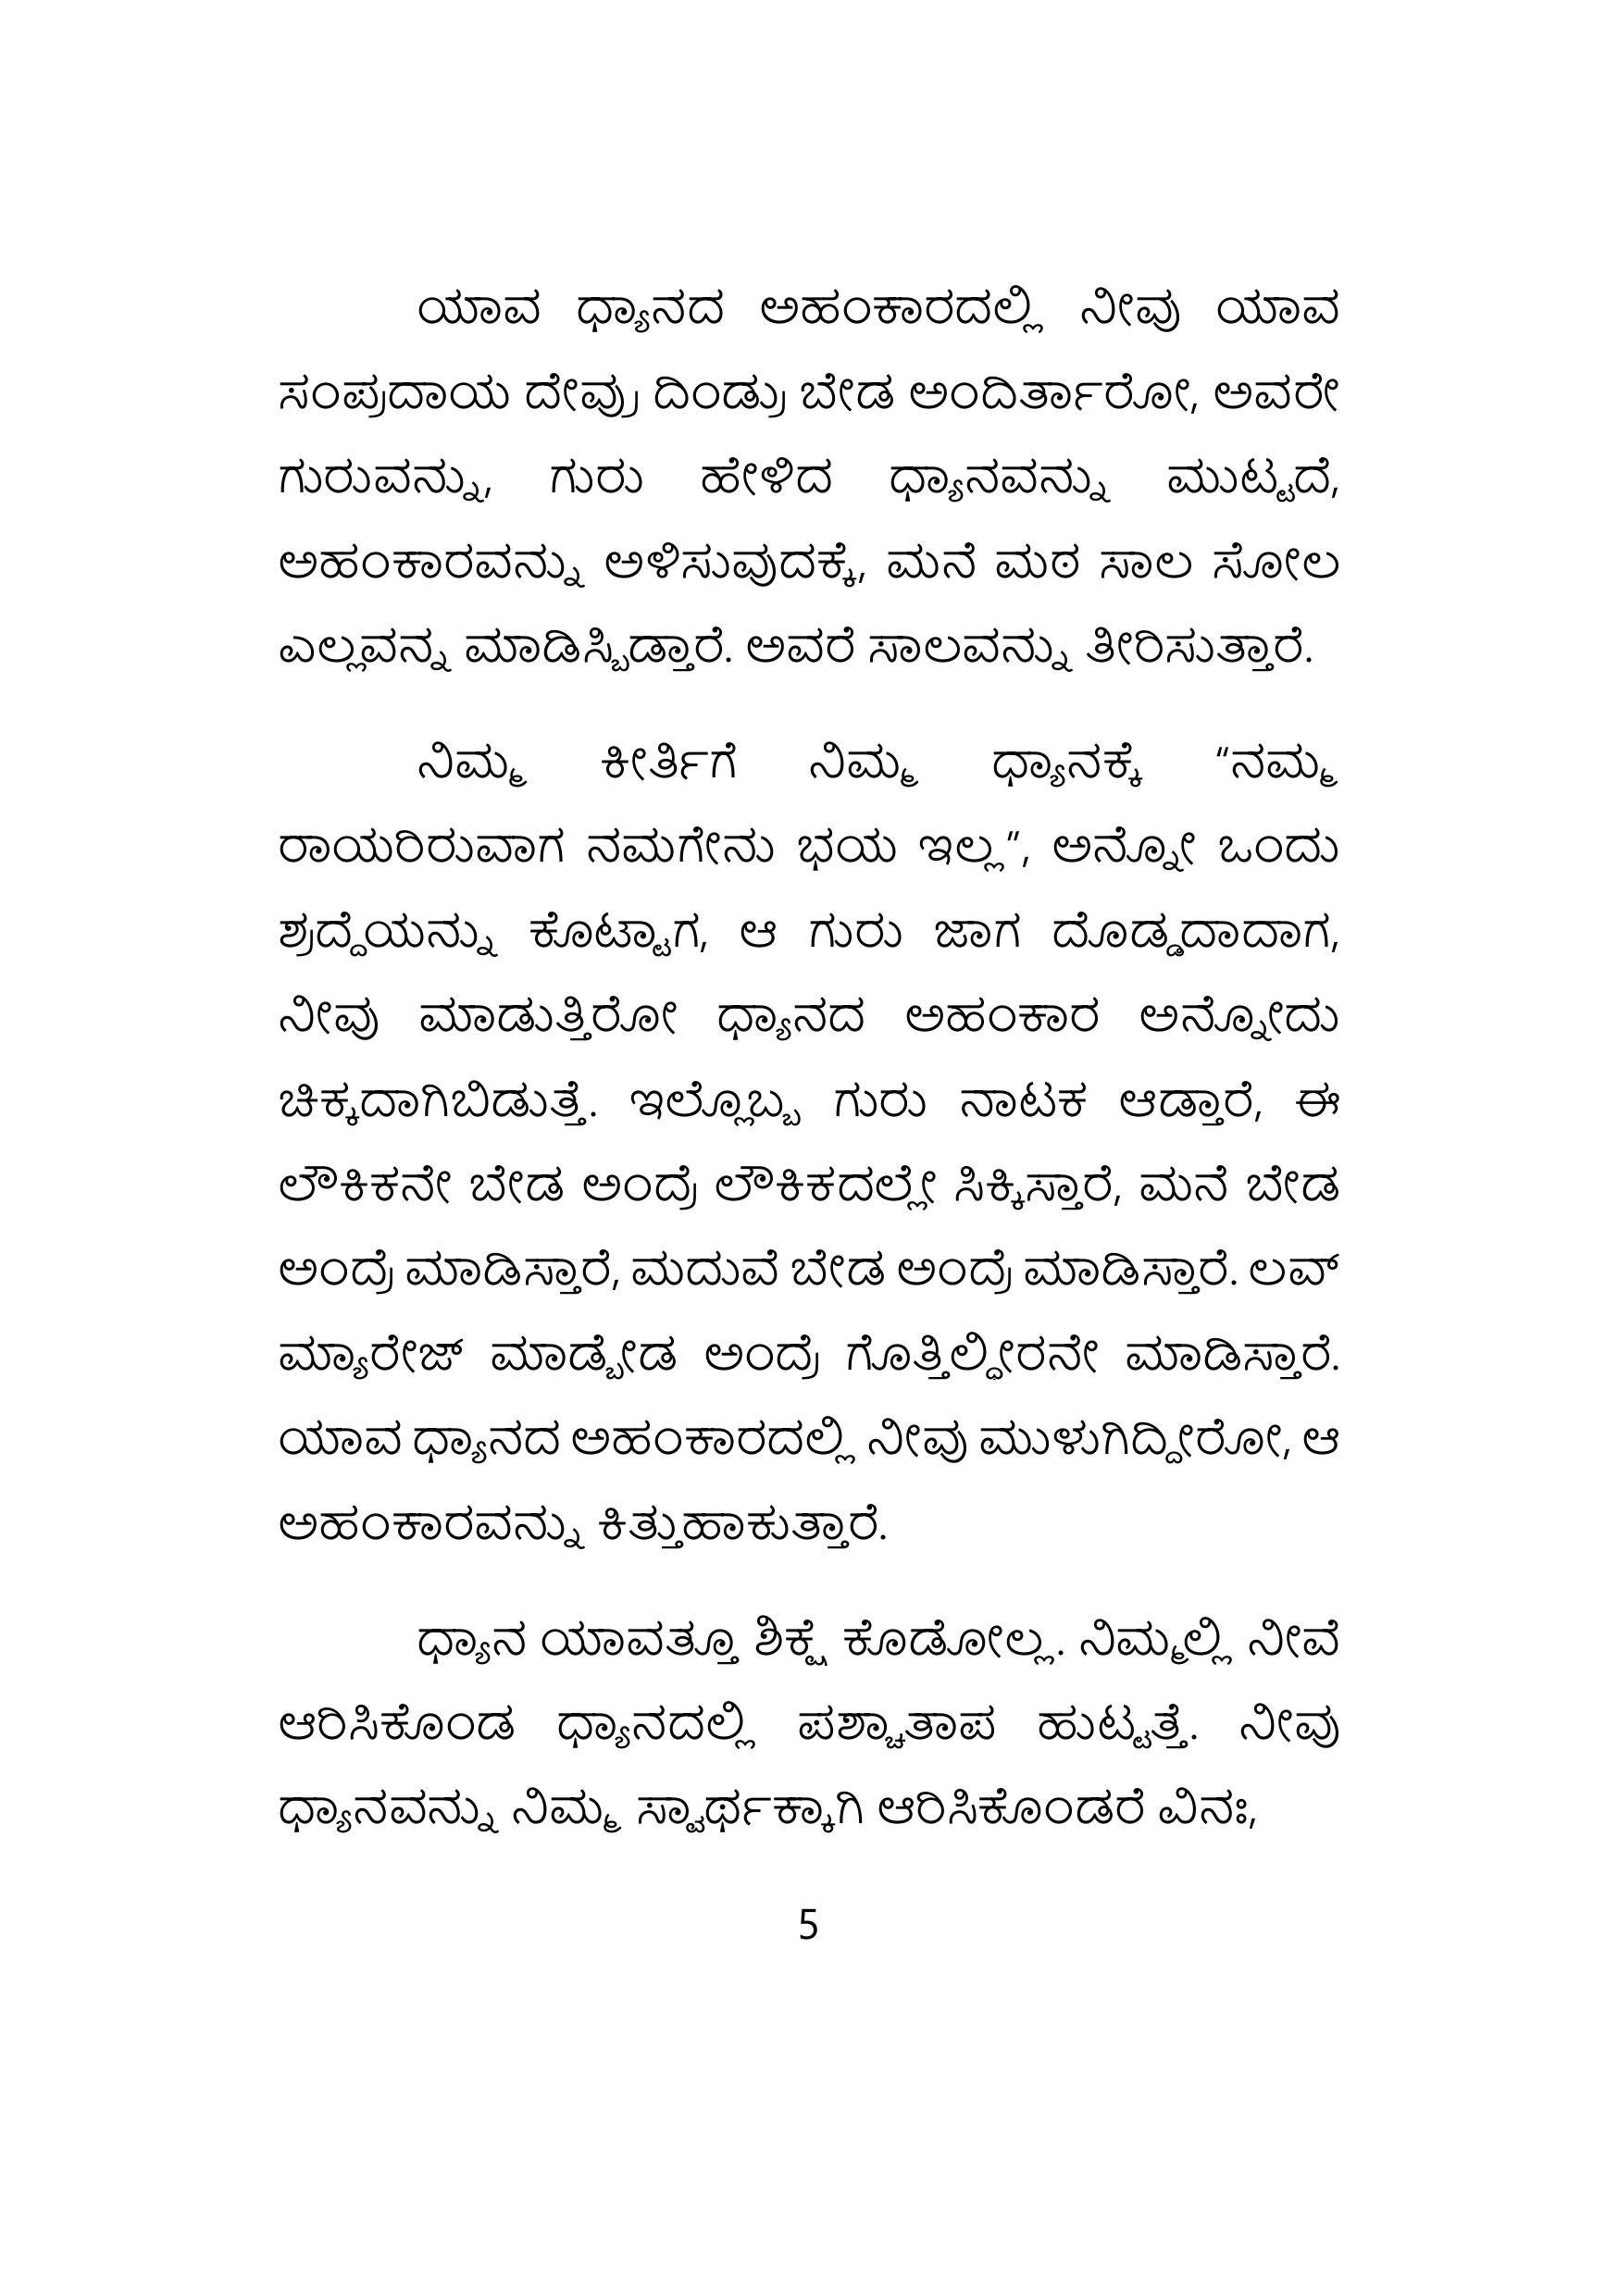 ಯಾವ ಧ್ಯಾನದ ಅಹಂಕಾರದಲ್ಲಿ ನೀವು ಯಾವ
ಸಂಪ್ರದಾಯ ದೇವ್ರು ದಿಂಡ್ರು ಬೇಡ ಅಂದಿರ್ತಾರೋ, ಅವರೇ
ಗುರುವನ್ನು, ಗುರು ಹೇಳಿದ ಧ್ಯಾನವನ್ನು ಮುಟ್ಟದೆ,
ಅಹಂಕಾರವನ್ನು ಅಳಿಸುವುದಕ್ಕೆ, ಮನೆ ಮಠ ಸಾಲ ಸೋಲ
ಎಲ್ಲವನ್ನ ಮಾಡಿಸ್ಬಿಡ್ತಾರೆ. ಅವರೆ ಸಾಲವನ್ನು ತೀರಿಸುತ್ತಾರೆ.
ನಿಮ್ಮ ಕೀರ್ತಿಗೆ ನಿಮ್ಮ ಧ್ಯಾನಕ್ಕೆ “ನಮ್ಮ
ರಾಯರಿರುವಾಗ ನಮಗೇನು ಭಯ ಇಲ್ಲ”, ಅನ್ನೋ ಒಂದು
ಶ್ರದ್ದೆಯನ್ನು ಕೊಟ್ಟಾಗ, ಆ ಗುರು ಜಾಗ ದೊಡ್ಡದಾದಾಗ,
ನೀವು ಮಾಡುತ್ತಿರೋ ಧ್ಯಾನದ ಅಹಂಕಾರ ಅನ್ನೋದು
ಚಿಕ್ಕದಾಗಿಬಿಡುತ್ತೆ. ಇಲ್ಲೊಬ್ಬ ಗುರು ನಾಟಕ ಆಡ್ತಾರೆ, ಈ
ಲೌಕಿಕನೇ ಬೇಡ ಅಂದ್ರೆ ಲೌಕಿಕದಲ್ಲೇ ಸಿಕ್ಕಿಸ್ತಾರೆ, ಮನೆ ಬೇಡ
ಅಂದ್ರೆ ಮಾಡಿಸ್ತಾರೆ, ಮದುವೆ ಬೇಡ ಅಂದ್ರೆ ಮಾಡಿಸ್ತಾರೆ. ಲವ್
ಮ್ಯಾರೇಜ್ ಮಾಡ್ಬೇಡ ಅಂದ್ರೆ ಗೊತ್ತಿಲ್ದೀರನೇ ಮಾಡಿಸ್ತಾರೆ.
ಯಾವ ಧ್ಯಾನದ ಅಹಂಕಾರದಲ್ಲಿ ನೀವು ಮುಳುಗಿದ್ದೀರೋ, ಆ
ಅಹಂಕಾರವನ್ನು ಕಿತ್ತುಹಾಕುತ್ತಾರೆ.
ಧ್ಯಾನ ಯಾವತ್ತೂ ಶಿಕ್ಷೆ ಕೊಡೋಲ್ಲ. ನಿಮ್ಮಲ್ಲಿ ನೀವೆ
ಆರಿಸಿಕೊಂಡ ಧ್ಯಾನದಲ್ಲಿ ಪಶ್ಚಾತಾಪ ಹುಟ್ಟತ್ತೆ. ನೀವು
ಧ್ಯಾನವನ್ನು ನಿಮ್ಮ ಸ್ವಾರ್ಥಕ್ಕಾಗಿ ಆರಿಸಿಕೊಂಡರೆ ವಿನಃ,
5